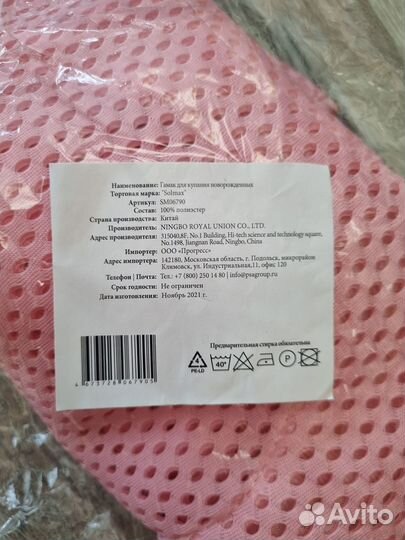 Наименование: Гамак для купания новорожденных
Торговая марка: "Solmax"
Артикул: SM06790
Состав: 100% полиэстер
Страна производства: Китай
Производитель: NINGBO ROYAL UNION CO., LTD.
Адрес производителя: 315040,8F, No.1 Building, Hi-tech science and technology square,
No.1498, Jiangnan Road, Ningbo, China
Импортер: ООО «Прогресс»
Адрес импортера: 142180, Московская область, г. Подольск, микрорайон
Климовск, ул. Индустриальная,11, офис 120
Телефон | Почта: Тел.: +7 (800) 250 14 80 | info@psagroup.ru
Срок годности: Не ограничен
Дата изготовления: Ноябрь 2021 г.
Предварительная стирка обязательна
4 40° P
PE-LD
4673728067905
Avito